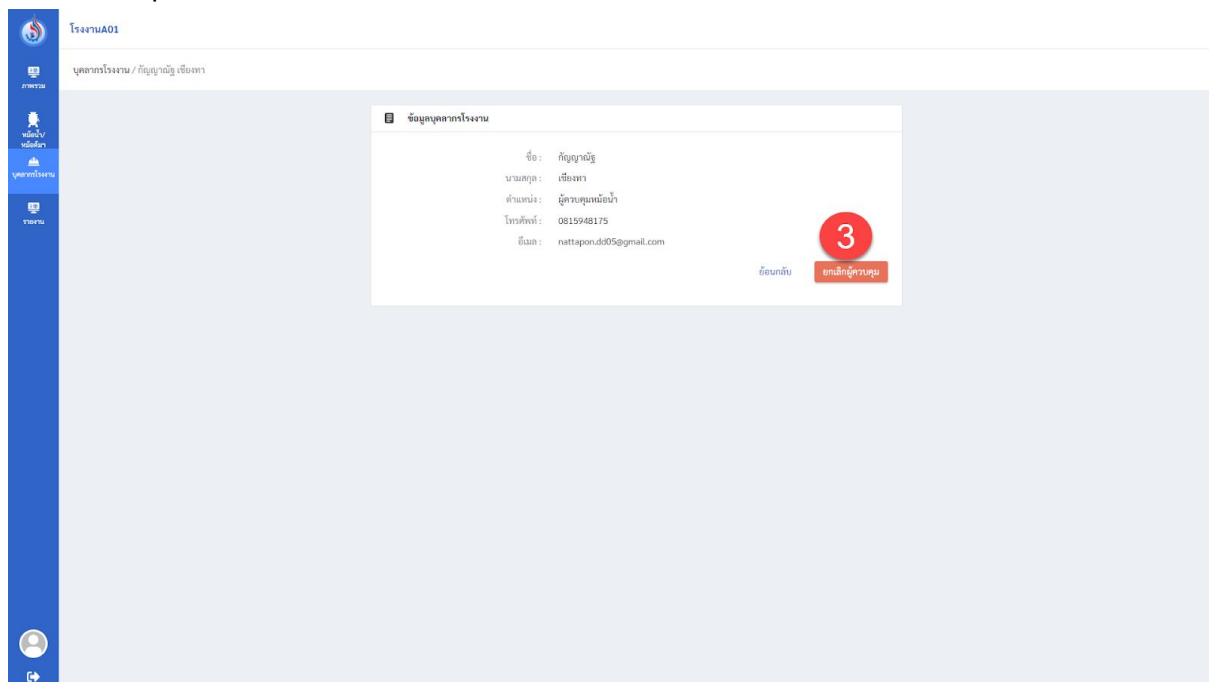 โรงงานA01
บุคลากรโรงงาน / กัญญาณัฐ เชียงทา
ภาพรวม
หม้อน้ำ/
หม้อต้มฯ
บุคลากรโรงงาน
รายงาน
ข้อมูลบุคลากรโรงงาน
ชื่อ : กัญญาณัฐ
นามสกุล : เชียงทา
ตำแหน่ง : ผู้ควบคุมหม้อน้ำ
โทรศัพท์ : 0815948175
อีเมล : nattapon.dd05@gmail.com
3
ย้อนกลับ ยกเลิกผู้ควบคุม